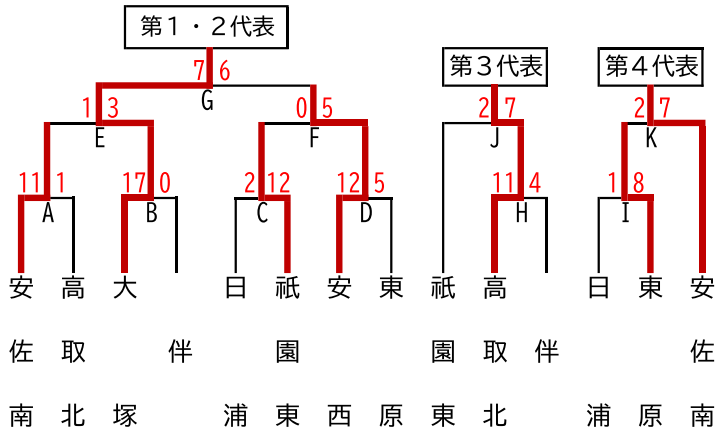 第１・２代表
第３代表
第４代表
7 6
G
1 3 0 5 2 7 2 7
E F J K
11 1 17 0 2 12 12 5 11 4 1 8
A B C D H I
安佐南
高取北
大塚
伴
日浦
祇園東
安西
東原
祇園東
高取北
伴
日浦
東原
安佐南